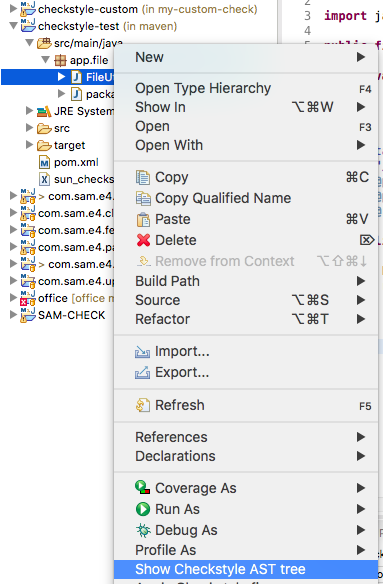 checkstyle-custom (in my-custom-check)
checkstyle-test (in maven)
src/main/java
app.file
FileU
packa
JRE System
src
target
pom.xml
sun_checks
> com.sam.e4.
com.sam.e4.cl
com.sam.e4.fe
com.sam.e4.pa
> com.sam.e4.
com.sam.e4.up
office [office m
SAM-CHECK
2
3 import ja
4
5 public fi
New
Open Type Hierarchy F4
Show In ⌥⌘W
Open F3
Open With
Copy ⌘C
Copy Qualified Name
Paste ⌘V
Delete ⌦
Remove from Context ⌥⇧⌘↓
Build Path
Source ⌥⌘S
Refactor ⌥⌘T
Import...
Export...
Refresh F5
References
Declarations
Coverage As
Run As
Debug As
Profile As
Show Checkstyle AST tree